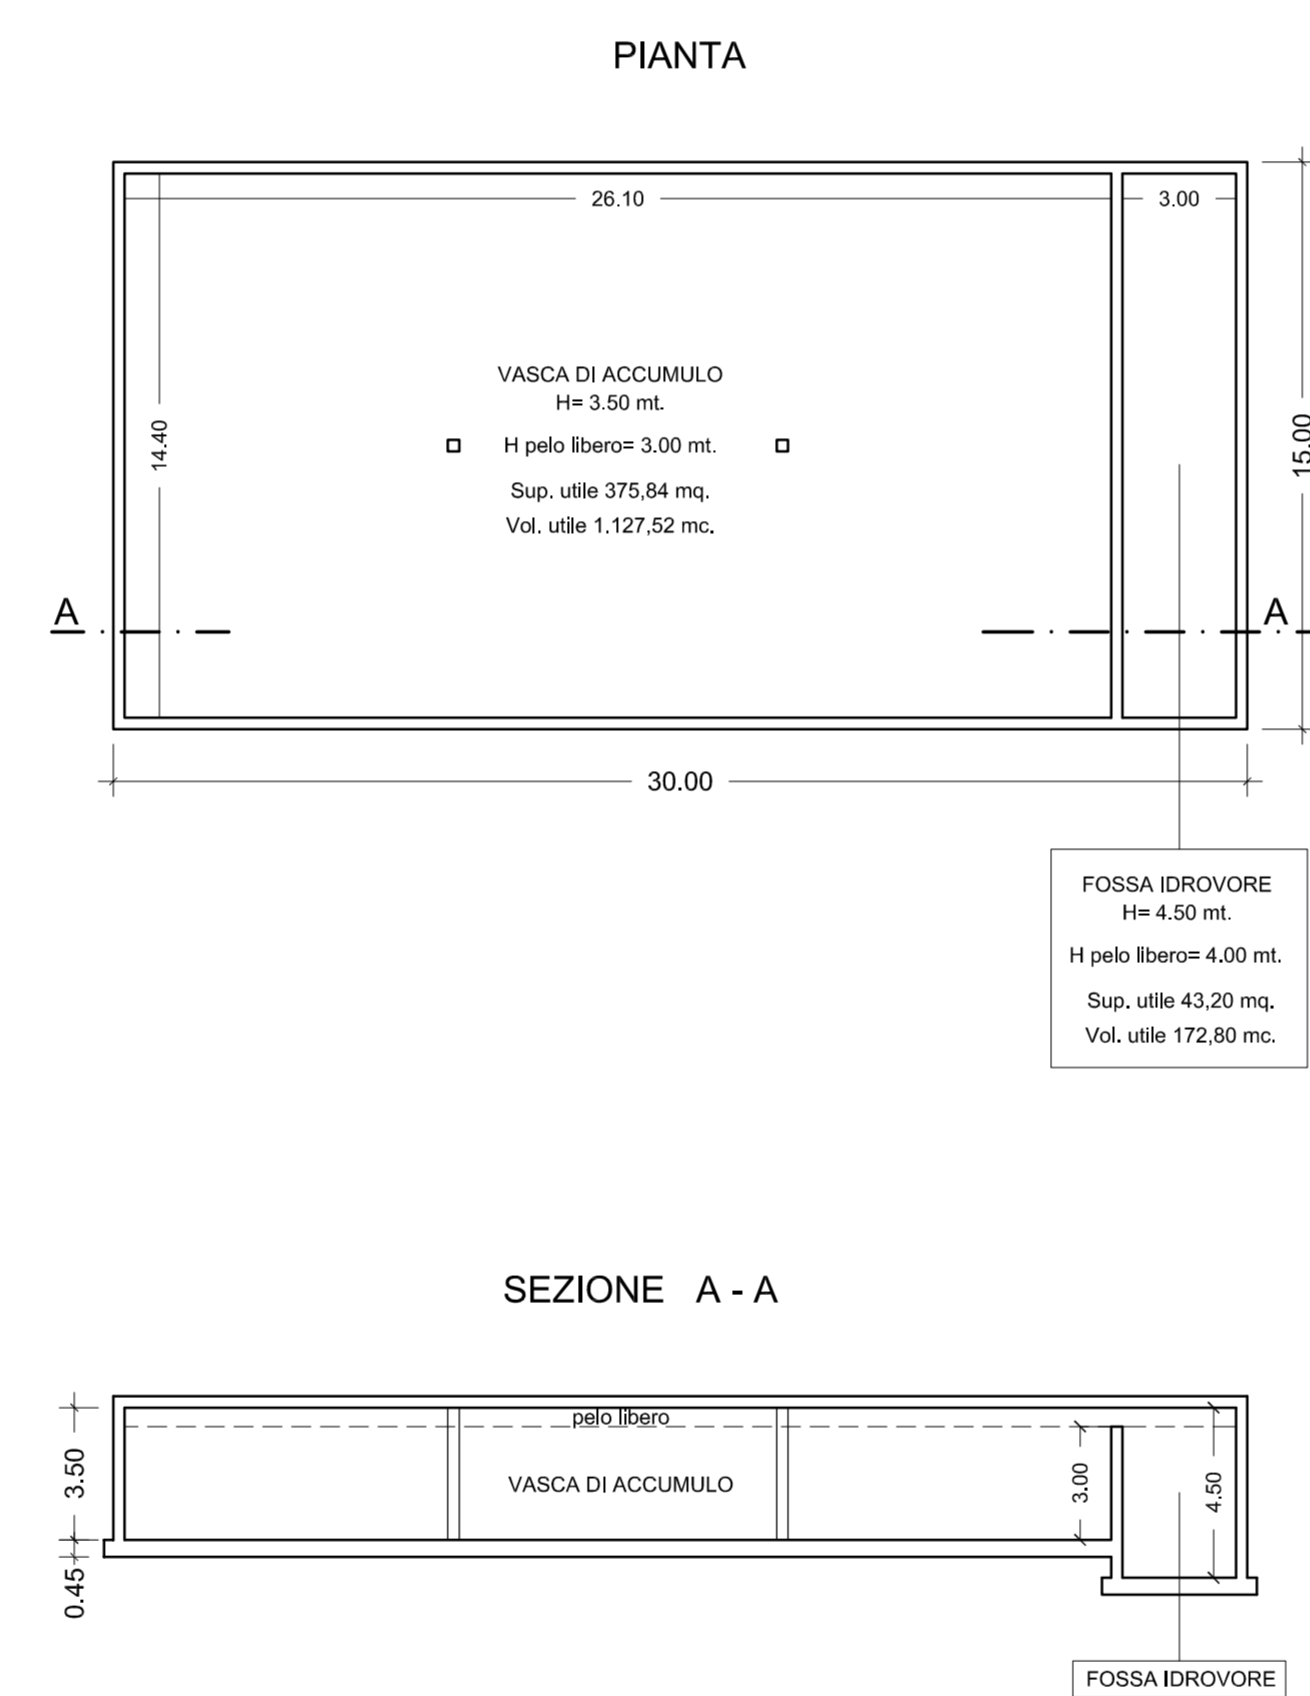 PIANTA
26.10
3.00
14.40
15.00
VASCA DI ACCUMULO
H= 3.50 mt.
H pelo libero= 3.00 mt.
Sup. utile 375,84 mq.
Vol. utile 1.127,52 mc.
A
A
30.00
FOSSA IDROVORE
H= 4.50 mt.
H pelo libero= 4.00 mt.
Sup. utile 43,20 mq.
Vol. utile 172,80 mc.
SEZIONE A - A
pelo libero
3.50
VASCA DI ACCUMULO
3.00
4.50
0.45
FOSSA IDROVORE